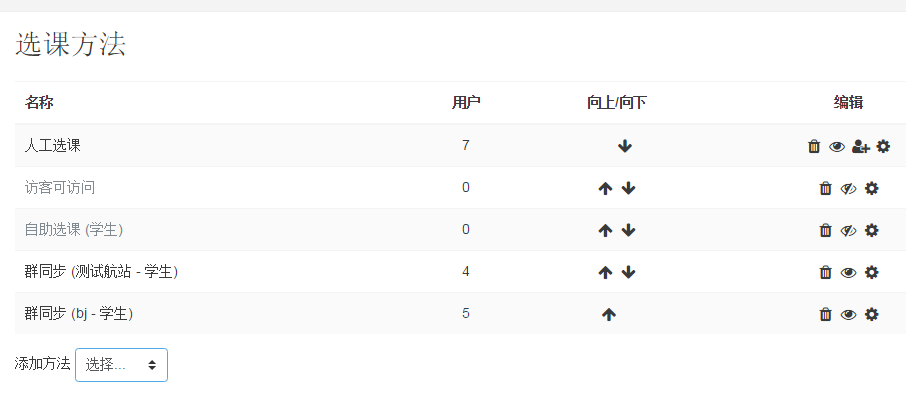 选课方法
名称 用户 向上/向下 编辑
人工选课 7
访客可访问 0
自助选课 (学生) 0
群同步 (测试航站 - 学生) 4
群同步 (bj - 学生) 5
添加方法 选择...